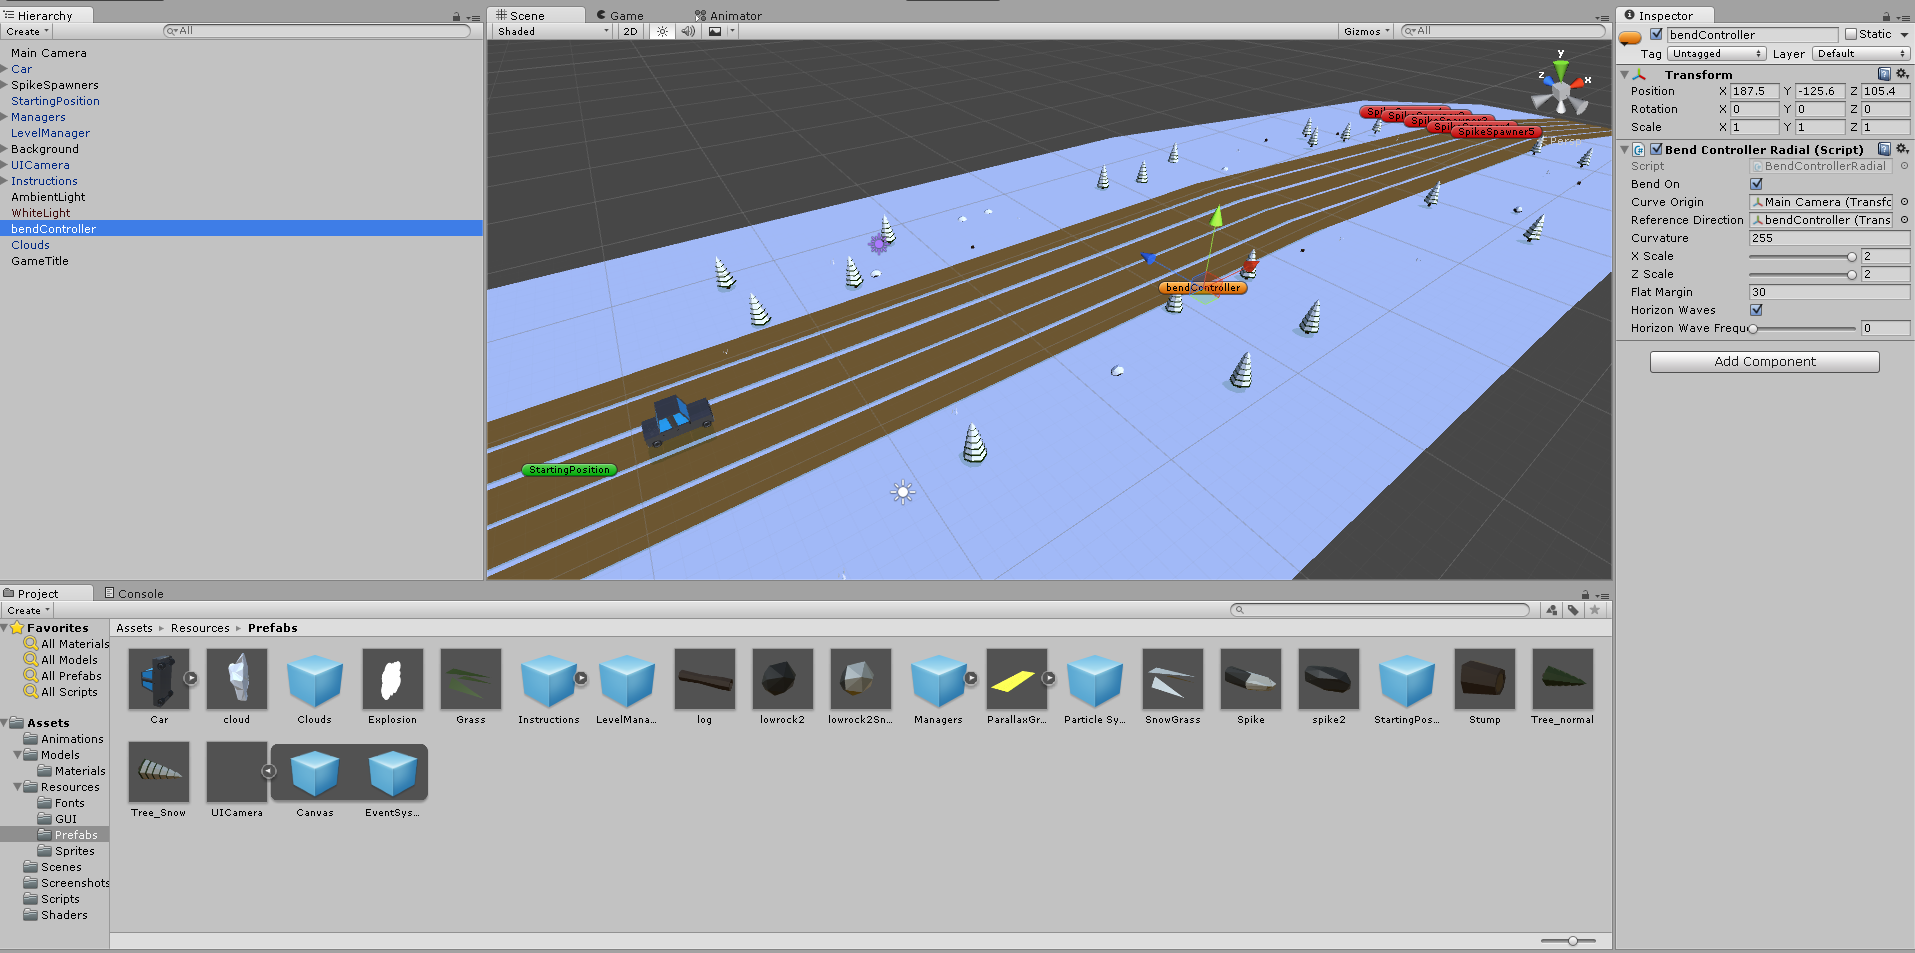 Hierarchy
Create
All
Main Camera
Car
SpikeSpawners
StartingPosition
Managers
LevelManager
Background
UICamera
Instructions
AmbientLight
WhiteLight
bendController
Clouds
GameTitle
Scene Game Animator
Shaded 2D Gizmos All
y
z
x
Persp
SpikeSpawner5
bendController
StartingPosition
Inspector
bendController Static
Tag Untagged Layer Default
Transform
Position X 187.5 Y -125.6 Z 105.4
Rotation X 0 Y 0 Z 0
Scale X 1 Y 1 Z 1
Bend Controller Radial (Script)
Script BendControllerRadial
Bend On
Curve Origin Main Camera (Transfc
Reference Direction bendController (Trans
Curvature 255
X Scale 2
Z Scale 2
Flat Margin 30
Horizon Waves
Horizon Wave Frequ 0
Add Component
Project Console
Create
Favorites
All Materials
All Models
All Prefabs
All Scripts
Assets
Animations
Models
Materials
Resources
Fonts
GUI
Prefabs
Sprites
Scenes
Screenshots
Scripts
Shaders
Assets Resources Prefabs
Car cloud Clouds Explosion Grass Instructions LevelMana... log lowrock2 lowrock2Sn... Managers ParallaxGr... Particle Sy... SnowGrass Spike spike2 StartingPos... Stump Tree_normal
Tree_Snow UICamera Canvas EventSys...